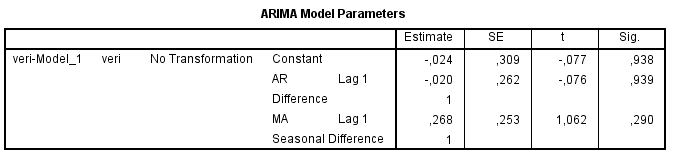 ARIMA Model Parameters
Estimate SE t Sig.
veri-Model_1 veri No Transformation Constant -,024 ,309 -,077 ,938
AR Lag 1 -,020 ,262 -,076 ,939
Difference 1
MA Lag 1 ,268 ,253 1,062 ,290
Seasonal Difference 1